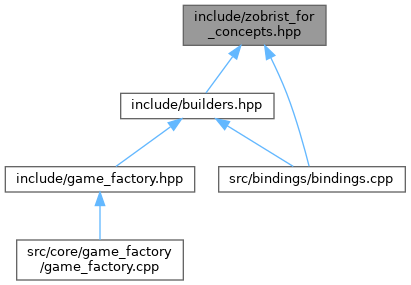 include/zobrist_for
_concepts.hpp
include/builders.hpp
include/game_factory.hpp
src/bindings/bindings.cpp
src/core/game_factory
/game_factory.cpp